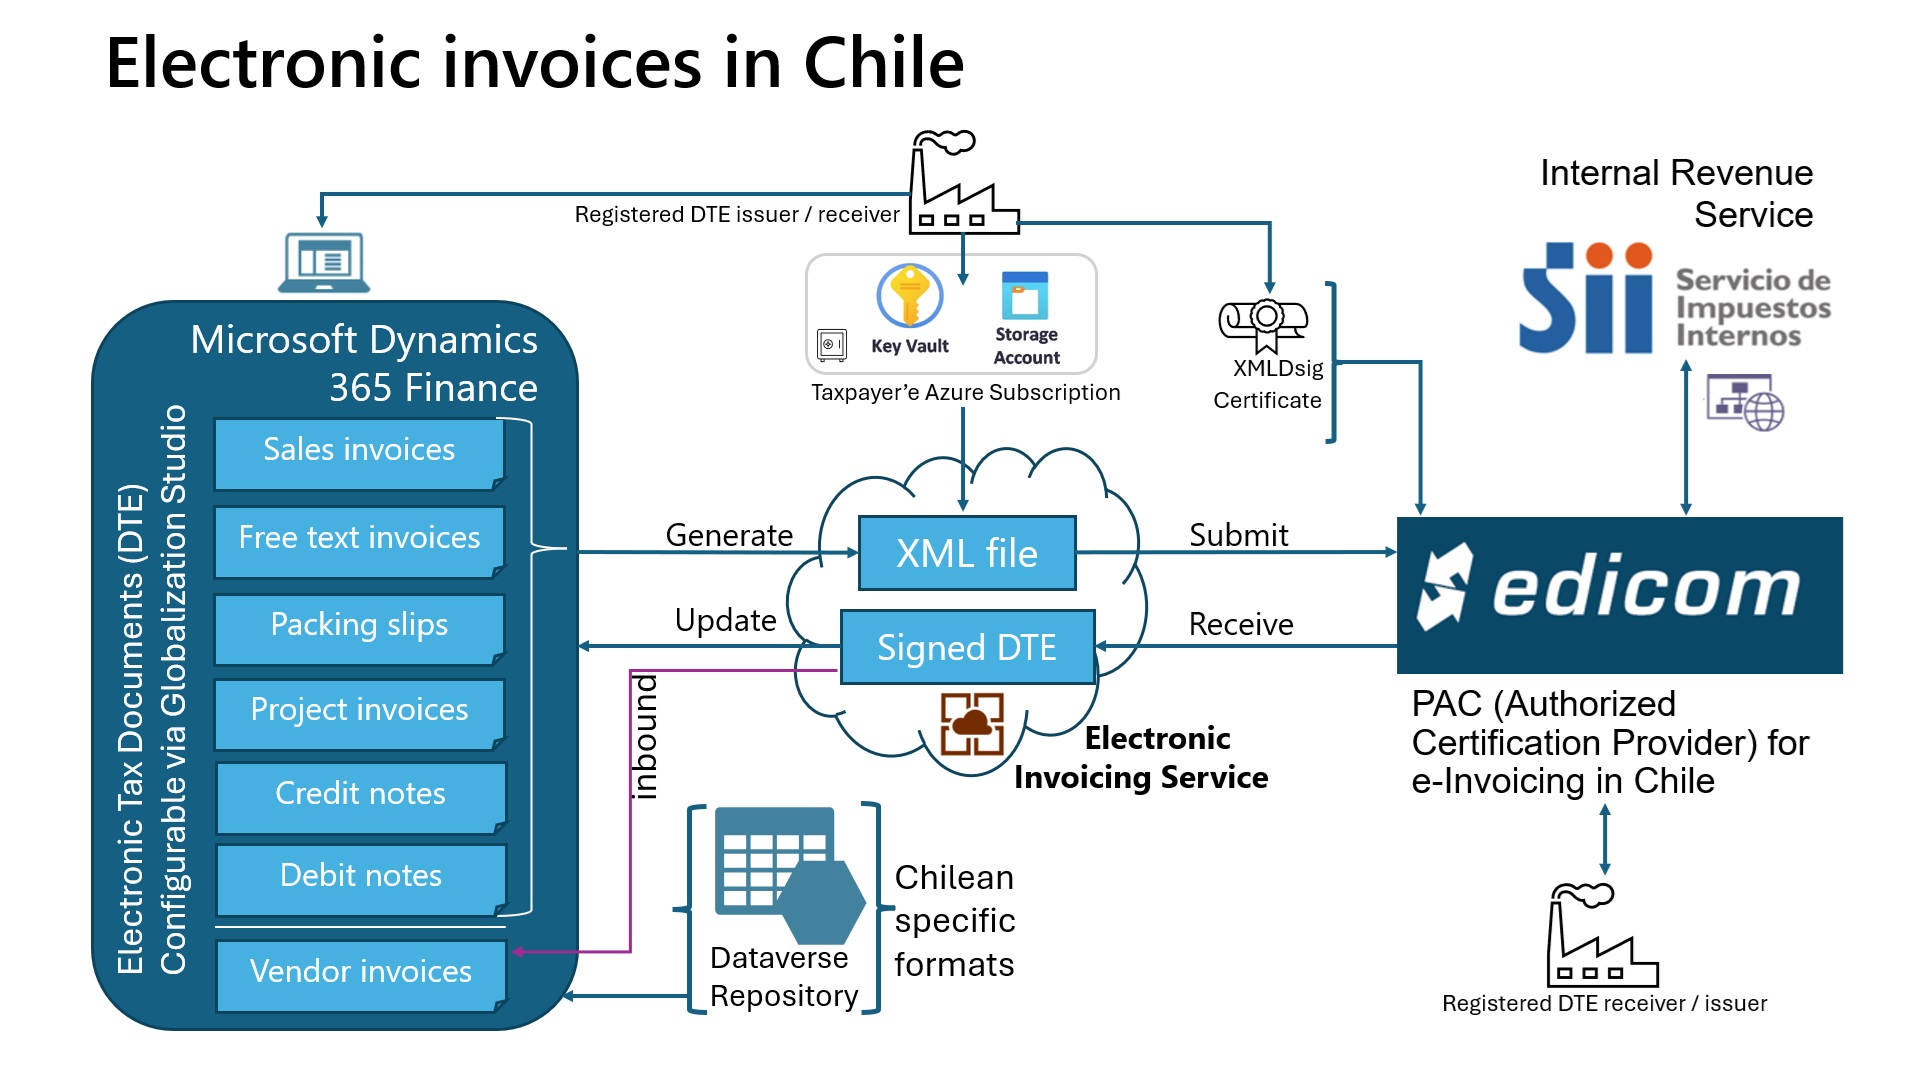 Electronic invoices in Chile
Registered DTE issuer / receiver
Internal Revenue
Service
Sii
Servicio de
Impuestos
Internos
Key Vault
Storage
Account
Taxpayer’e Azure Subscription
XMLDsig
Certificate
Microsoft Dynamics
365 Finance
Electronic Tax Documents (DTE)
Configurable via Globalization Studio
Sales invoices
Free text invoices
Packing slips
Project invoices
Credit notes
Debit notes
Vendor invoices
Generate
XML file
Submit
Update
Signed DTE
Receive
inbound
Electronic
Invoicing Service
edicom
PAC (Authorized
Certification Provider) for
e-Invoicing in Chile
Dataverse
Repository
Chilean
specific
formats
Registered DTE receiver / issuer